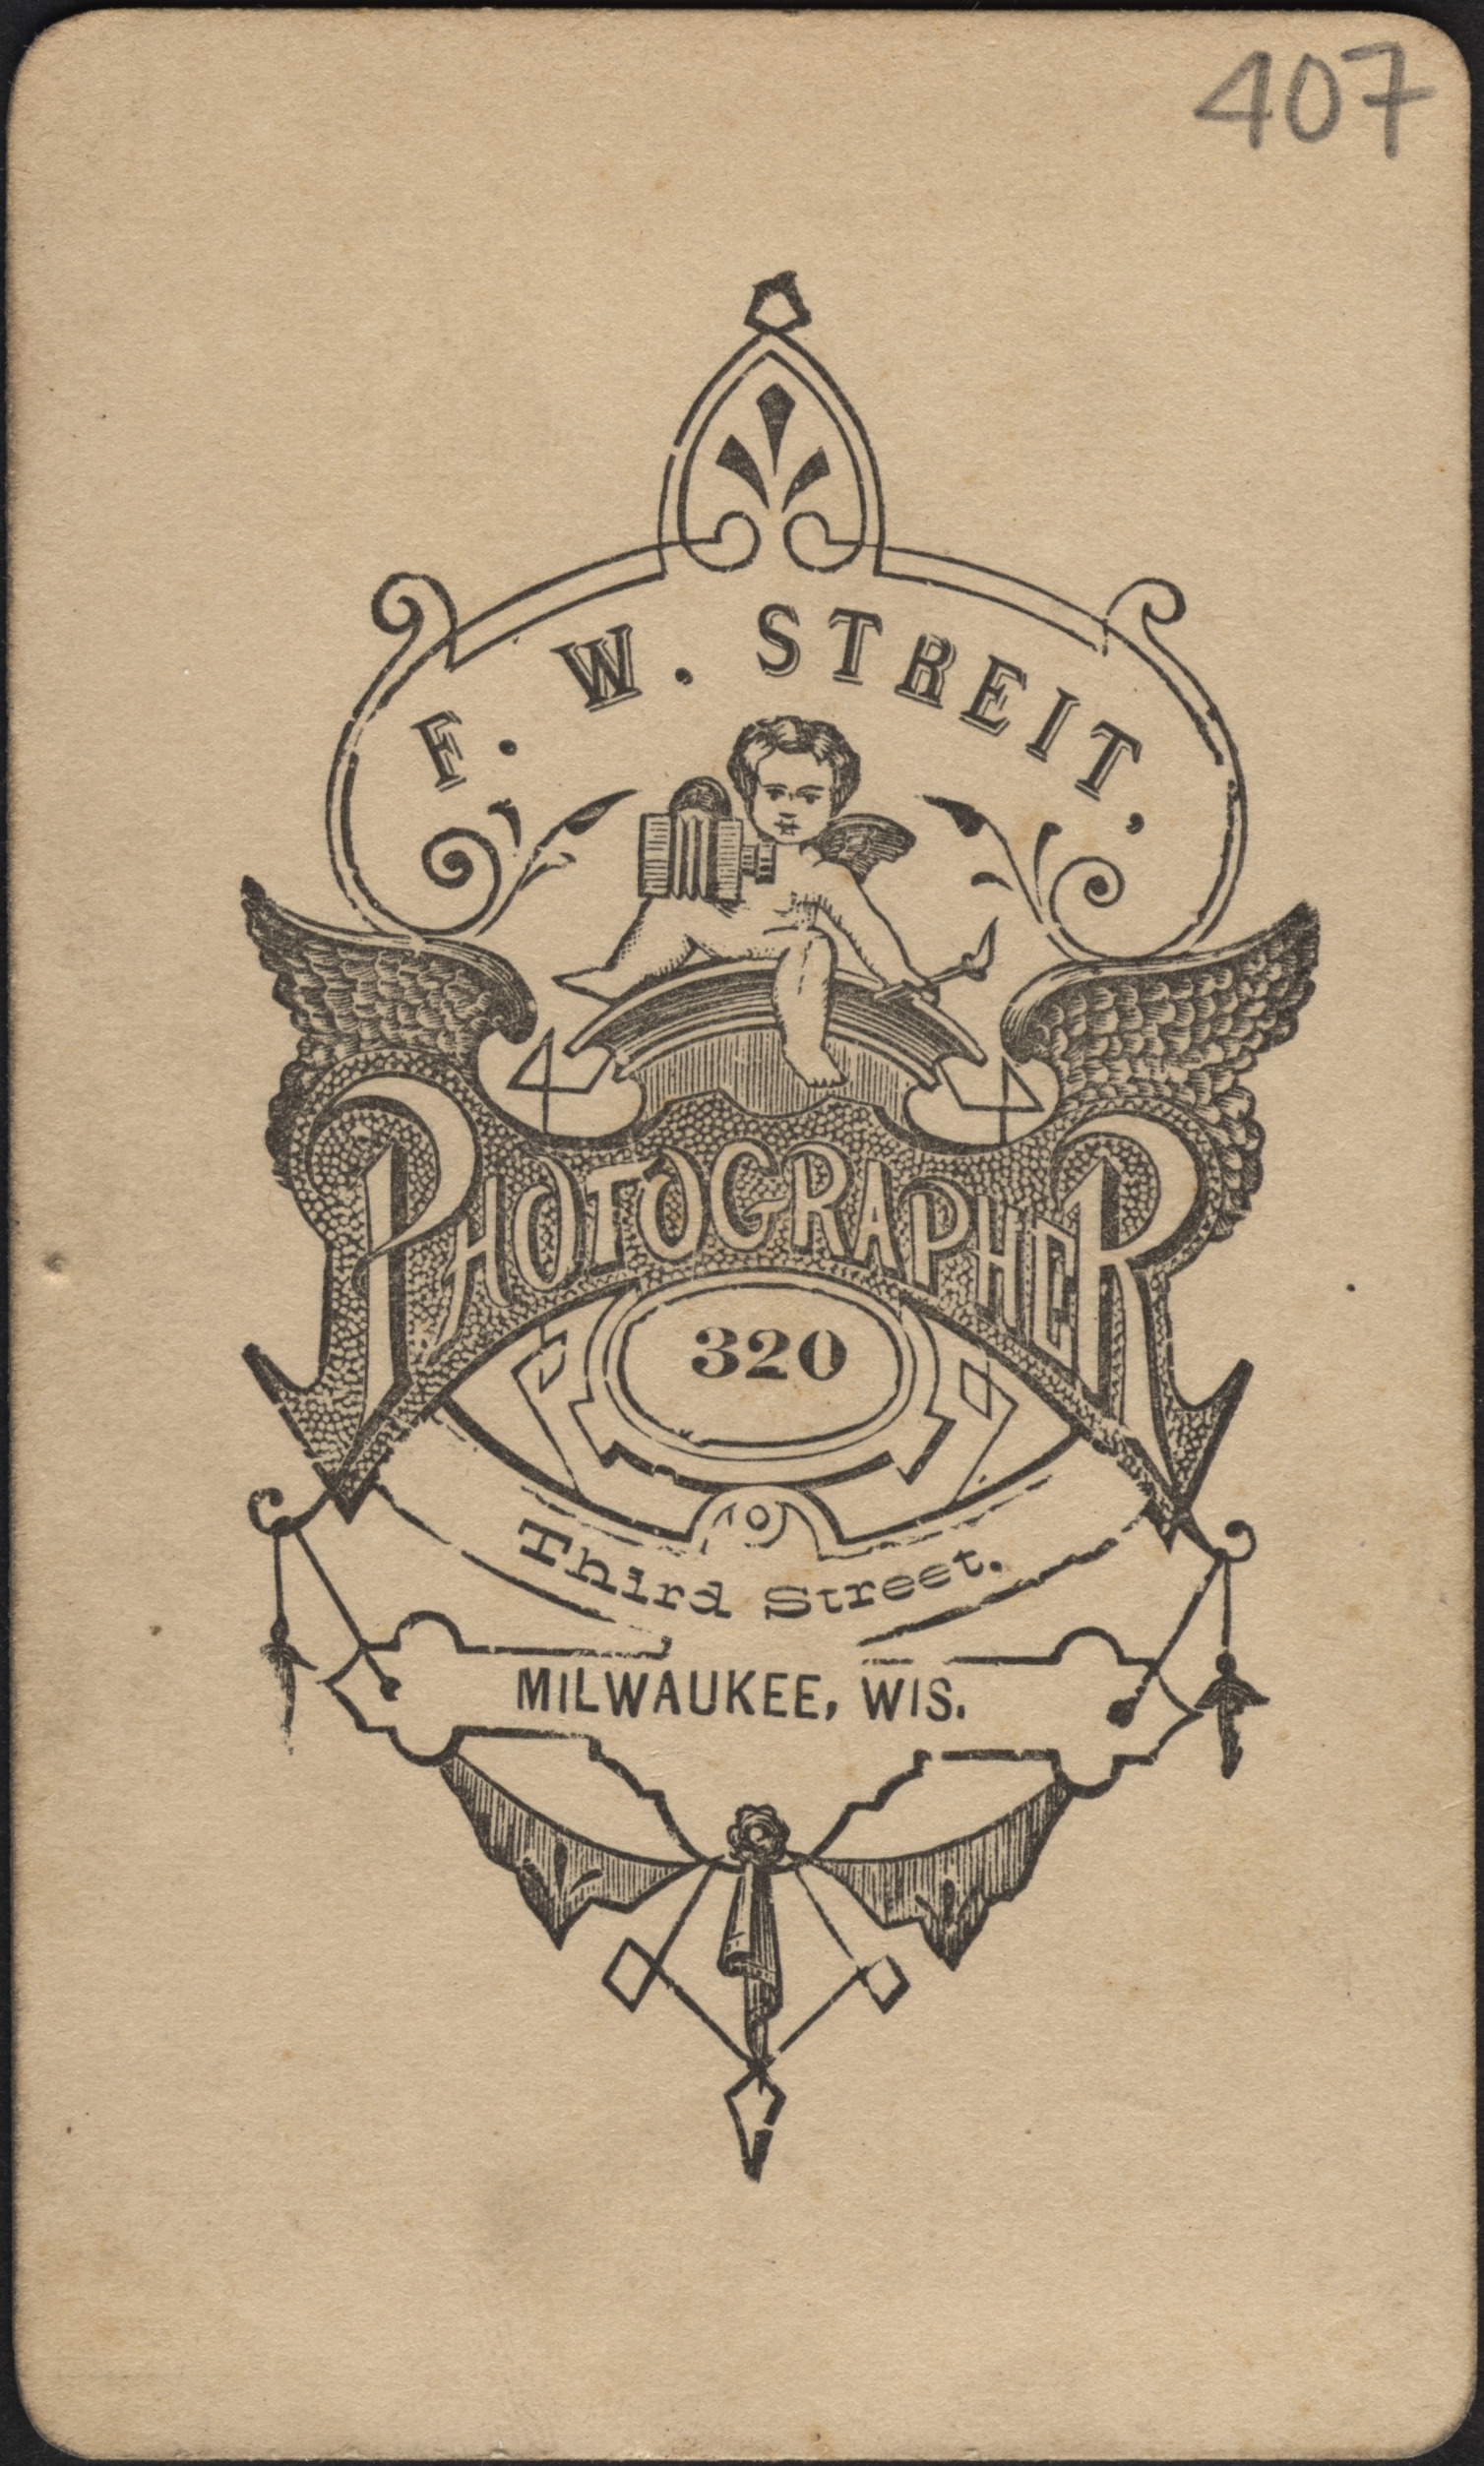 407
F. W. STREIT,
PHOTOGRAPHER
320
Third Street.
MILWAUKEE, WIS.